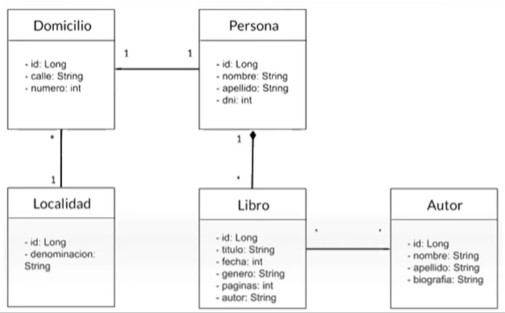 Domicilio
- id: Long
- calle: String
- numero: int
1
1
Persona
- id: Long
- nombre: String
- apellido: String
- dni: int
*
1
1
*
Localidad
- id: Long
- denominacion:
String
Libro
- id: Long
- titulo: String
- fecha: int
- genero: String
- paginas: int
- autor: String
*
*
Autor
- id: Long
- nombre: String
- apellido: String
- biografia: String